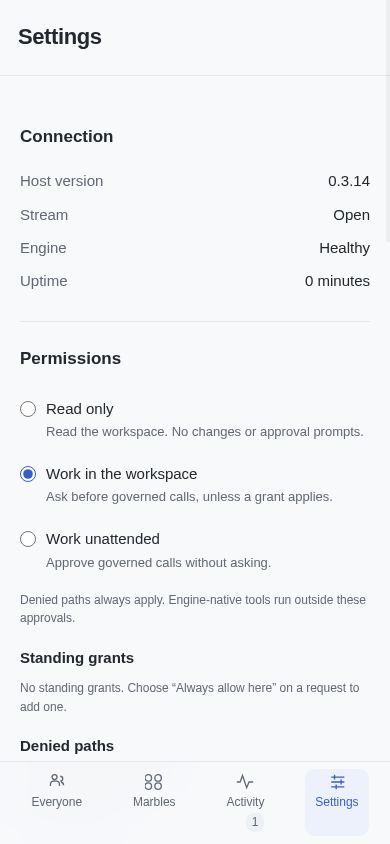 Settings
Connection
Host version 0.3.14
Stream Open
Engine Healthy
Uptime 0 minutes
Permissions
Read only
Read the workspace. No changes or approval prompts.
Work in the workspace
Ask before governed calls, unless a grant applies.
Work unattended
Approve governed calls without asking.
Denied paths always apply. Engine-native tools run outside these
approvals.
Standing grants
No standing grants. Choose “Always allow here” on a request to
add one.
Denied paths
Everyone Marbles Activity Settings
1